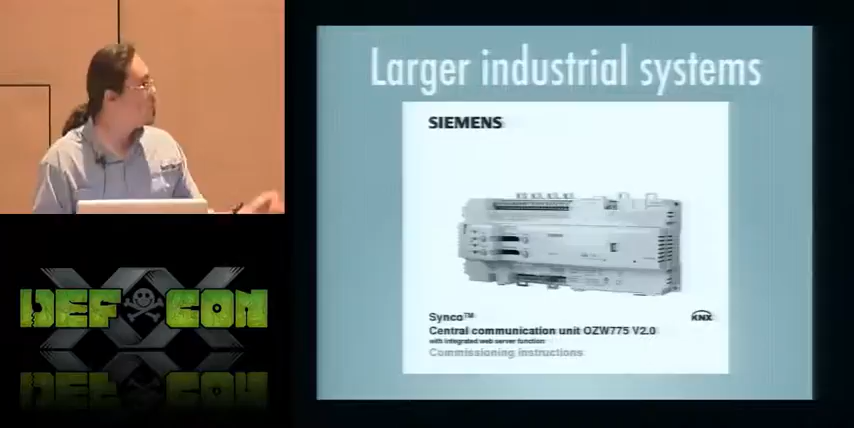 Larger industrial systems
SIEMENS
Synco™
KNX
Central communication unit OZW775 V2.0
with integrated web server function
Commissioning instructions
XX
DEF CON